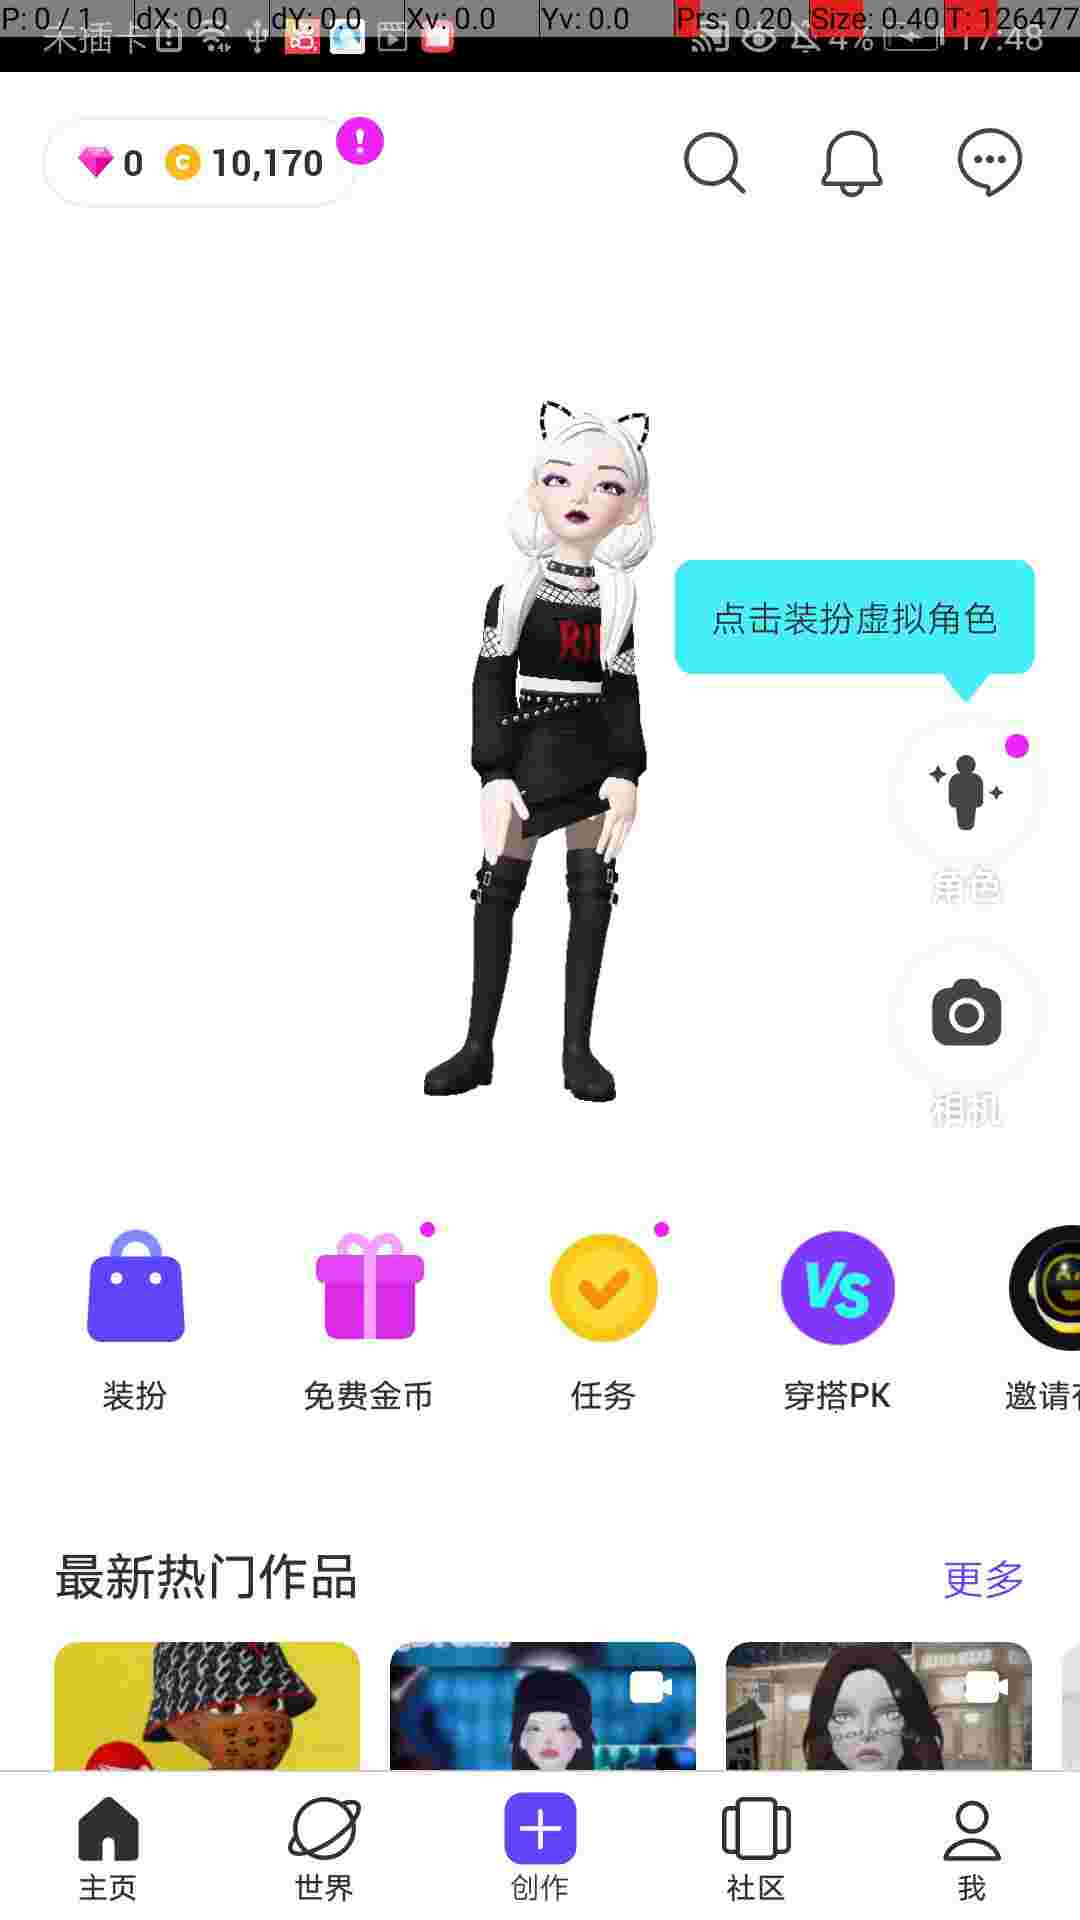 P: 0 / 1 dX: 0.0 dY: 0.0 Xv: 0.0 Yv: 0.0 Prs: 0.20 Size: 0.40 T: 126477
未插卡 4% 17:48
0 C 10,170 !
RI
点击装扮虚拟角色
角色
相机
VS
装扮 免费金币 任务 穿搭PK 邀请
最新热门作品 更多
主页 世界 创作 社区 我